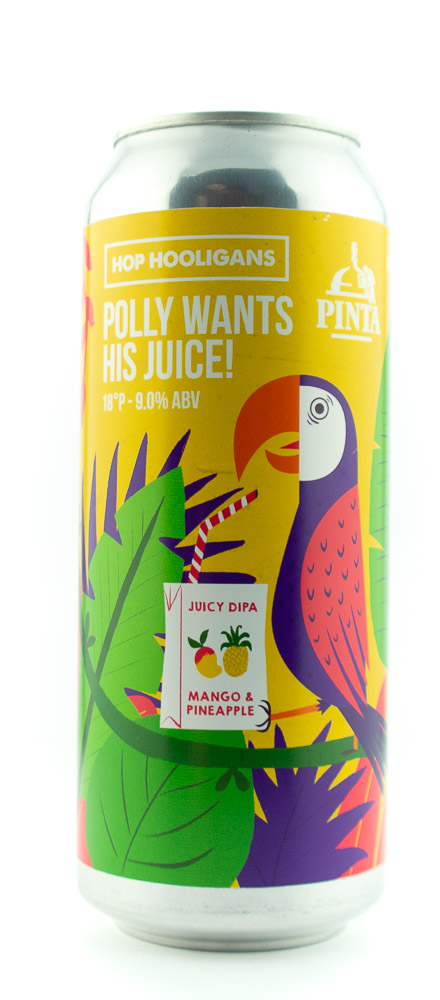 HOP HOOLIGANS
PINTA
POLLY WANTS
HIS JUICE!
18°P - 9.0% ABV
JUICY DIPA
MANGO &
PINEAPPLE